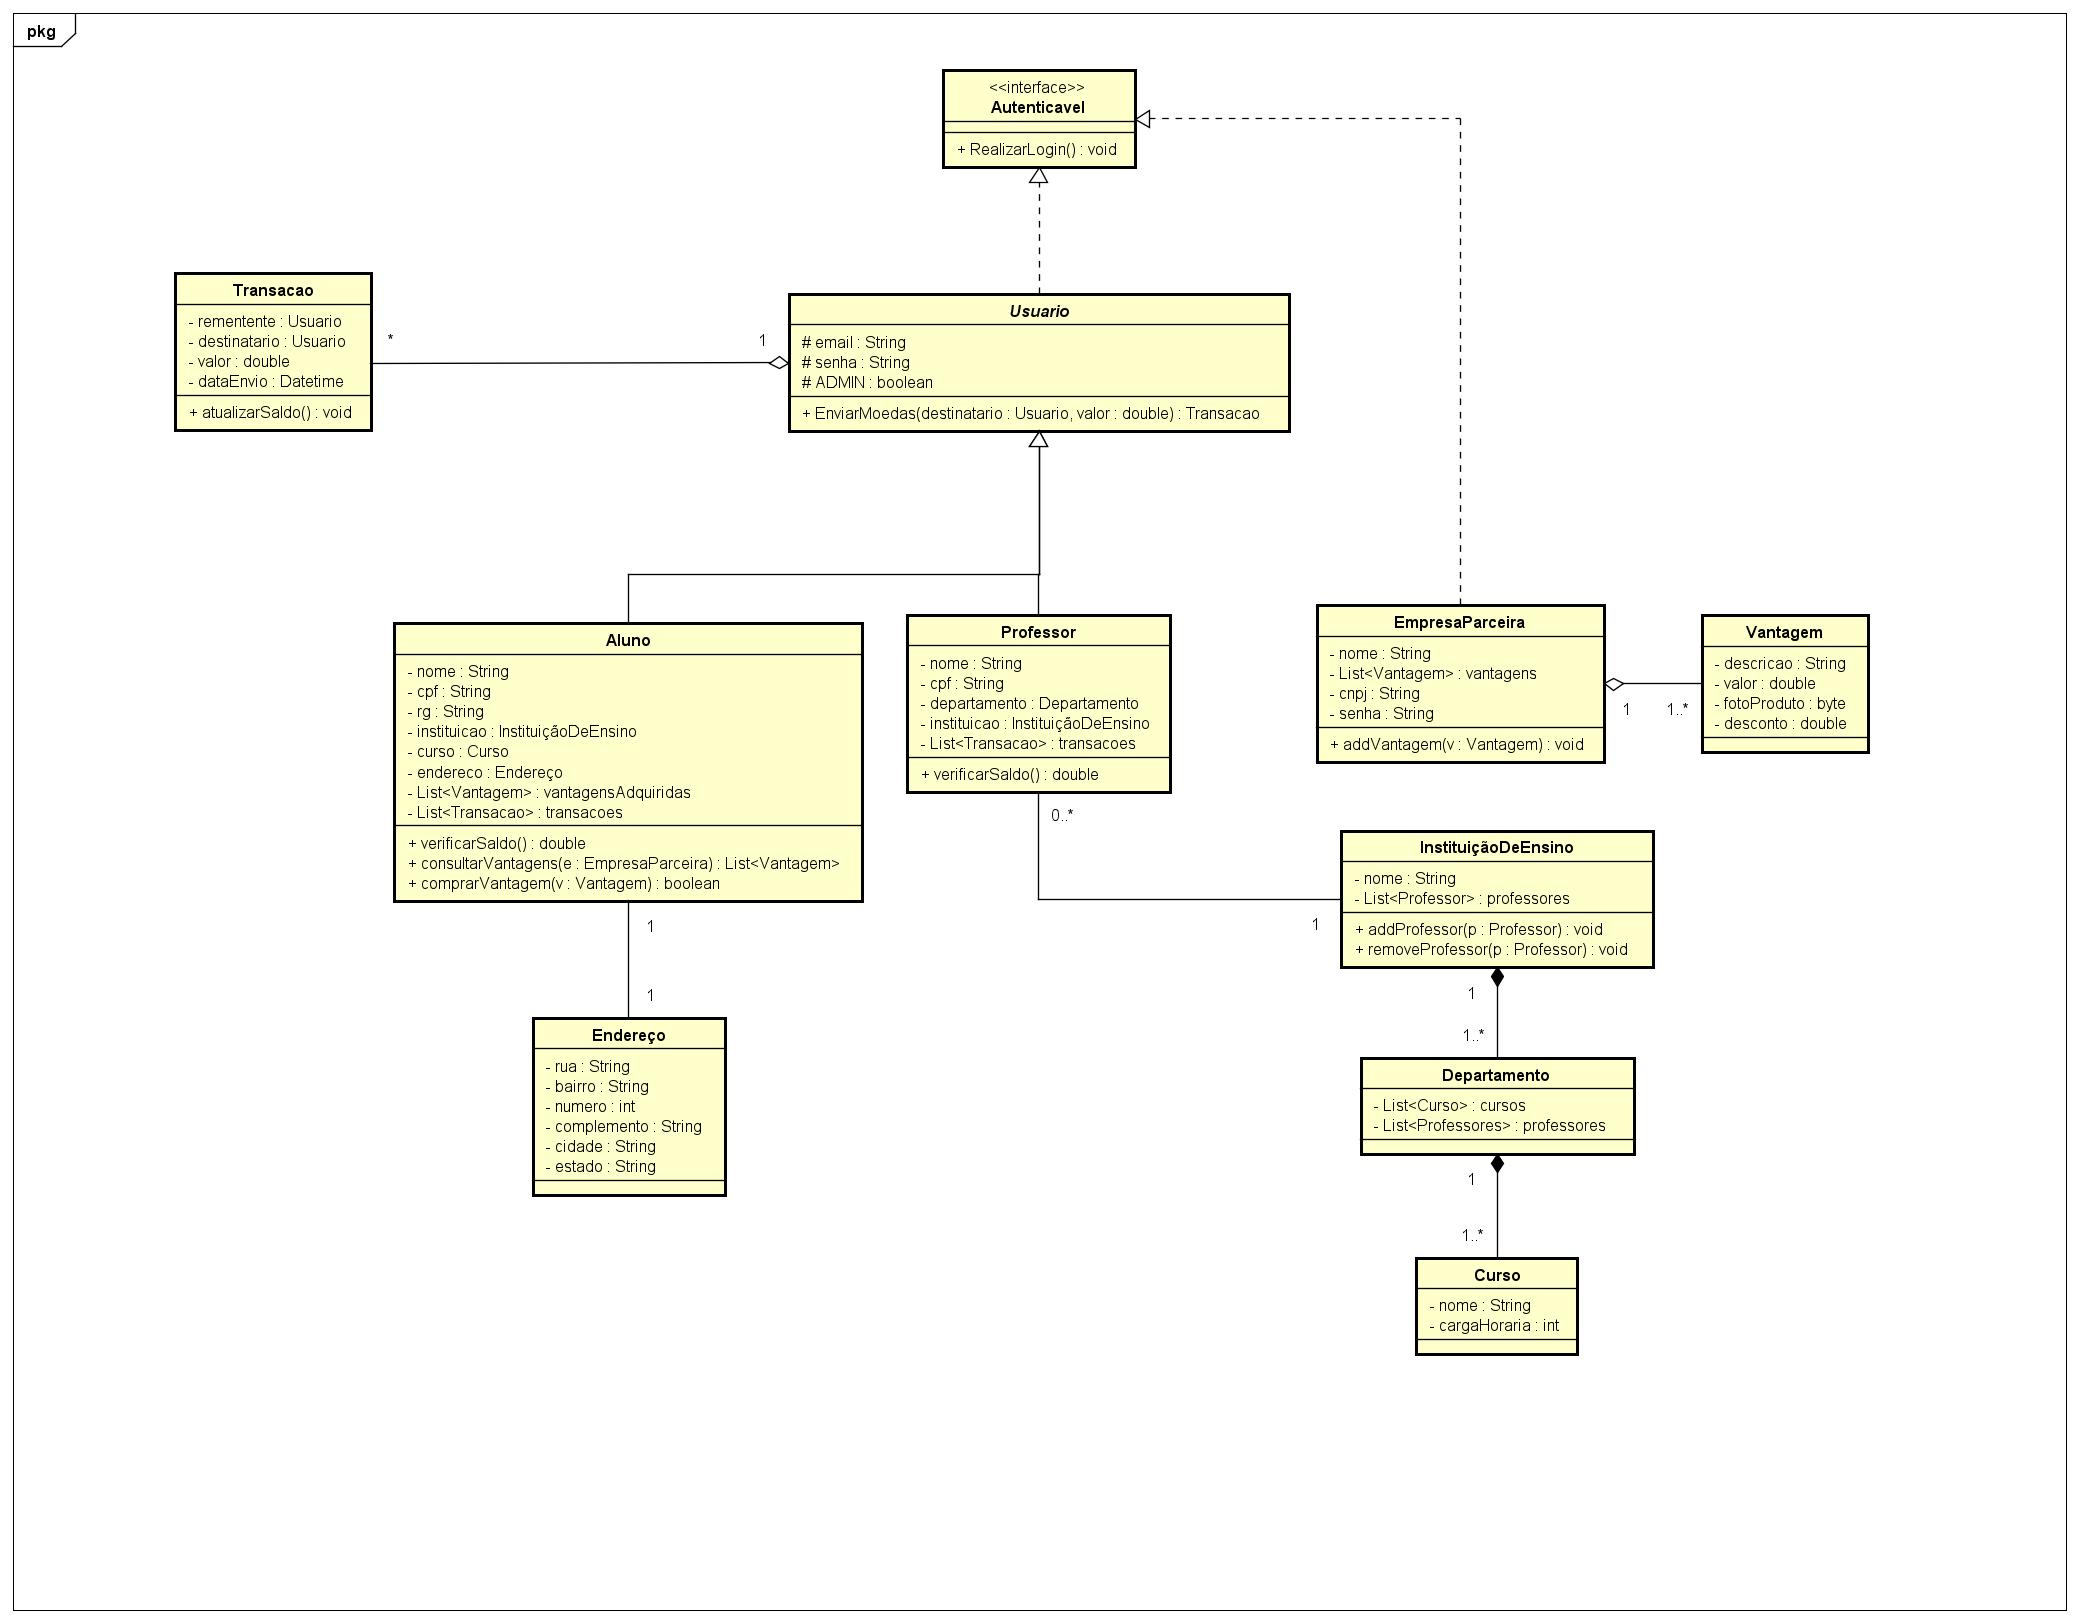 pkg
<<interface>>
Autenticavel
+ RealizarLogin() : void
Transacao
- rementente : Usuario
- destinatario : Usuario
- valor : double
- dataEnvio : Datetime
+ atualizarSaldo() : void
*
1
Usuario
# email : String
# senha : String
# ADMIN : boolean
+ EnviarMoedas(destinatario : Usuario, valor : double) : Transacao
Aluno
- nome : String
- cpf : String
- rg : String
- instituicao : InstituiçãoDeEnsino
- curso : Curso
- endereco : Endereço
- List<Vantagem> : vantagensAdquiridas
- List<Transacao> : transacoes
+ verificarSaldo() : double
+ consultarVantagens(e : EmpresaParceira) : List<Vantagem>
+ comprarVantagem(v : Vantagem) : boolean
Professor
- nome : String
- cpf : String
- departamento : Departamento
- instituicao : InstituiçãoDeEnsino
- List<Transacao> : transacoes
+ verificarSaldo() : double
EmpresaParceira
- nome : String
- List<Vantagem> : vantagens
- cnpj : String
- senha : String
+ addVantagem(v : Vantagem) : void
1
1..*
Vantagem
- descricao : String
- valor : double
- fotoProduto : byte
- desconto : double
0..*
1
InstituiçãoDeEnsino
- nome : String
- List<Professor> : professores
+ addProfessor(p : Professor) : void
+ removeProfessor(p : Professor) : void
1
1
Endereço
- rua : String
- bairro : String
- numero : int
- complemento : String
- cidade : String
- estado : String
1
1..*
Departamento
- List<Curso> : cursos
- List<Professores> : professores
1
1..*
Curso
- nome : String
- cargaHoraria : int